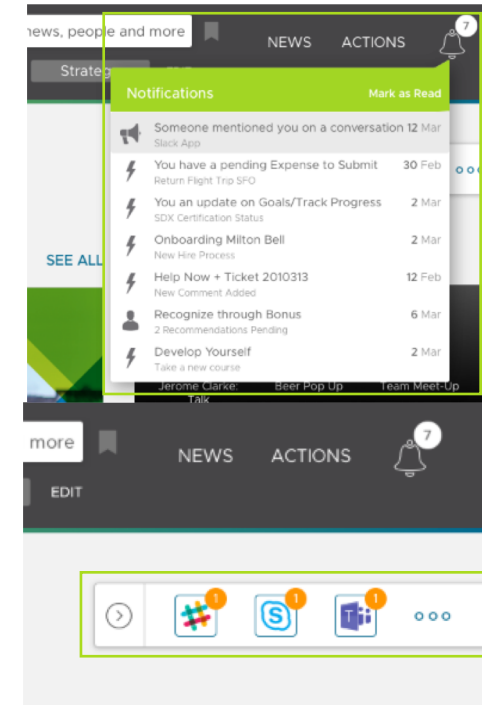 news, people and more
NEWS
ACTIONS
7
Notifications
Mark as Read
Someone mentioned you on a conversation 12 Mar
Slack App
You have a pending Expense to Submit 30 Feb
Return Flight Trip SFO
You an update on Goals/Track Progress 2 Mar
SDX Certification Status
Onboarding Milton Bell 2 Mar
New Hire Process
Help Now + Ticket 2010313 12 Feb
New Comment Added
Recognize through Bonus 6 Mar
2 Recommendations Pending
Develop Yourself 2 Mar
Take a new course
SEE ALL
Jerome Clarke:
Talk
Beer Pop Up
Team Meet-Up
more
NEWS
ACTIONS
7
EDIT
1
S
1
T
1